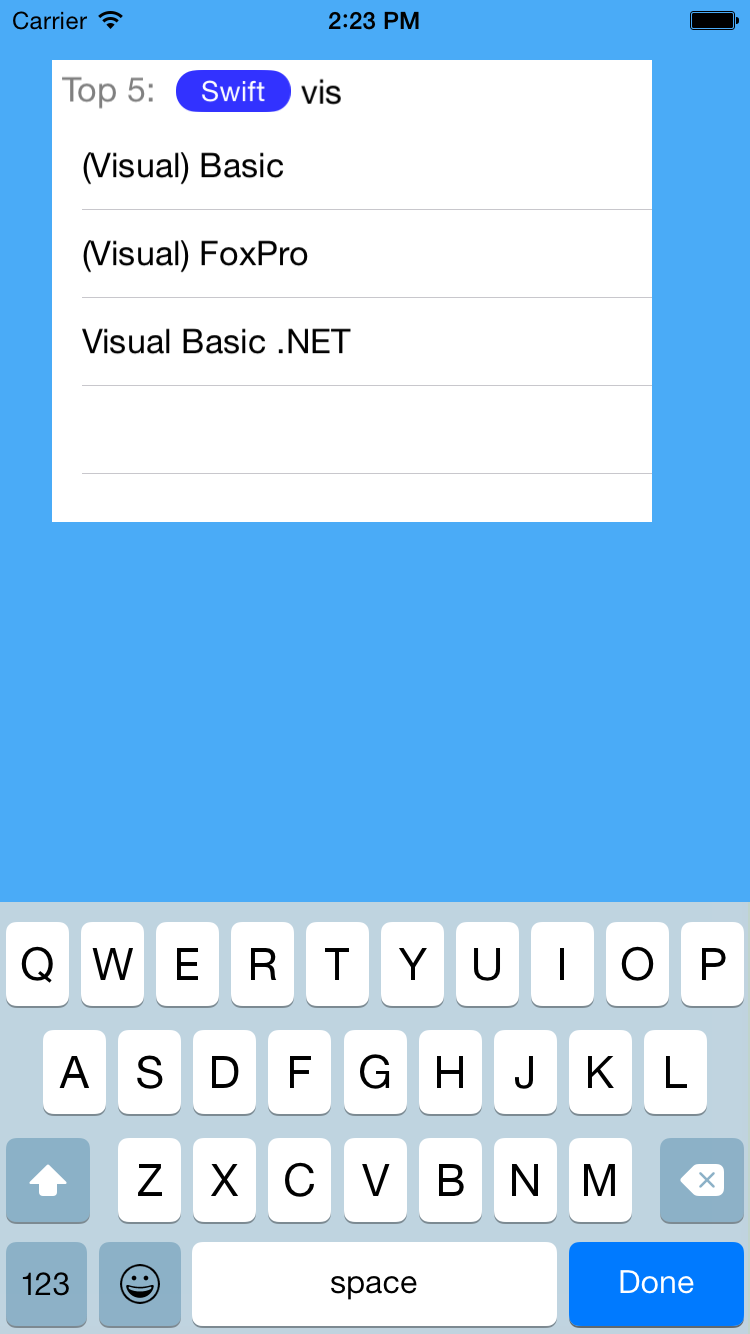 Carrier 2:23 PM
Top 5: Swift vis
(Visual) Basic
(Visual) FoxPro
Visual Basic .NET
Q W E R T Y U I O P
A S D F G H J K L
Z X C V B N M
123 space Done